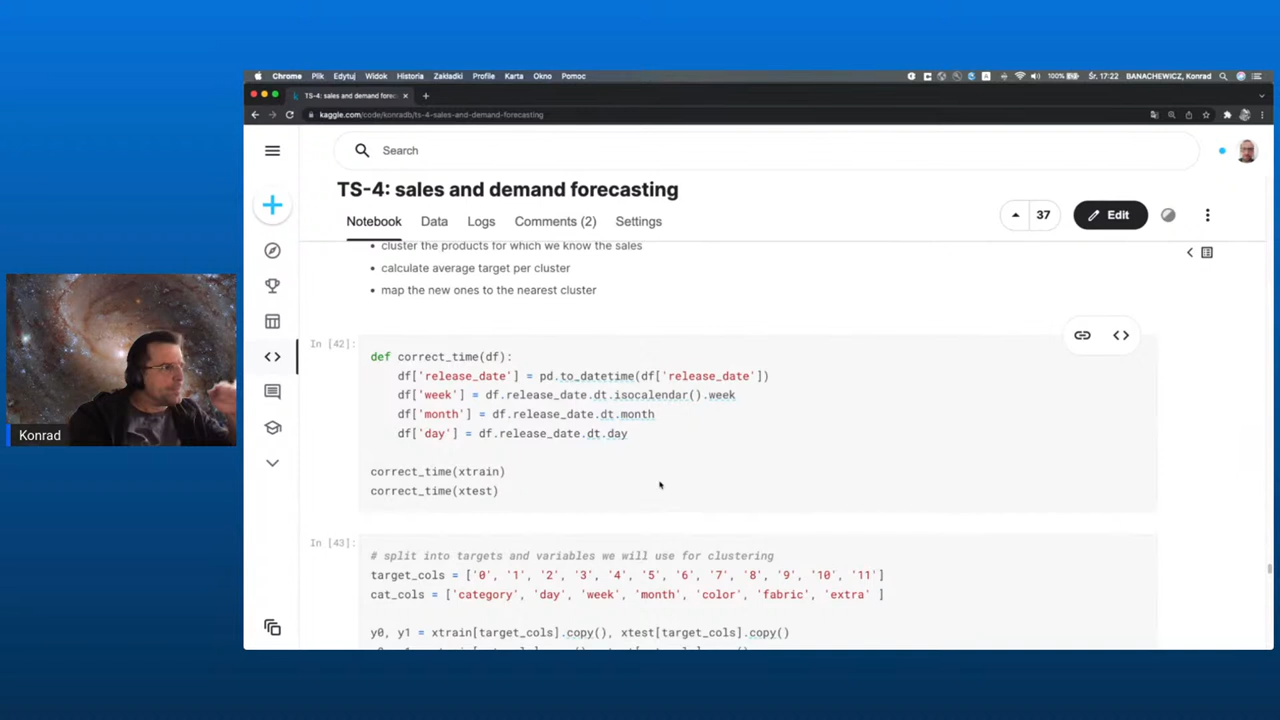 Chrome Plik Edytuj Widok Historia Zakładki Profile Karta Okno Pomoc 100% Śr. 17:22 BANACHEWICZ, Konrad
TS-4: sales and demand forec
kaggle.com/code/konradb/ts-4-sales-and-demand-forecasting
Search
TS-4: sales and demand forecasting
Notebook Data Logs Comments (2) Settings
37 Edit
cluster the products for which we know the sales
calculate average target per cluster
map the new ones to the nearest cluster
In [42]:
def correct_time(df):
df['release_date'] = pd.to_datetime(df['release_date'])
df['week'] = df.release_date.dt.isocalendar().week
df['month'] = df.release_date.dt.month
df['day'] = df.release_date.dt.day
correct_time(xtrain)
correct_time(xtest)
In [43]:
# split into targets and variables we will use for clustering
target_cols = ['0', '1', '2', '3', '4', '5', '6', '7', '8', '9', '10', '11']
cat_cols = ['category', 'day', 'week', 'month', 'color', 'fabric', 'extra' ]
y0, y1 = xtrain[target_cols].copy(), xtest[target_cols].copy()
Konrad